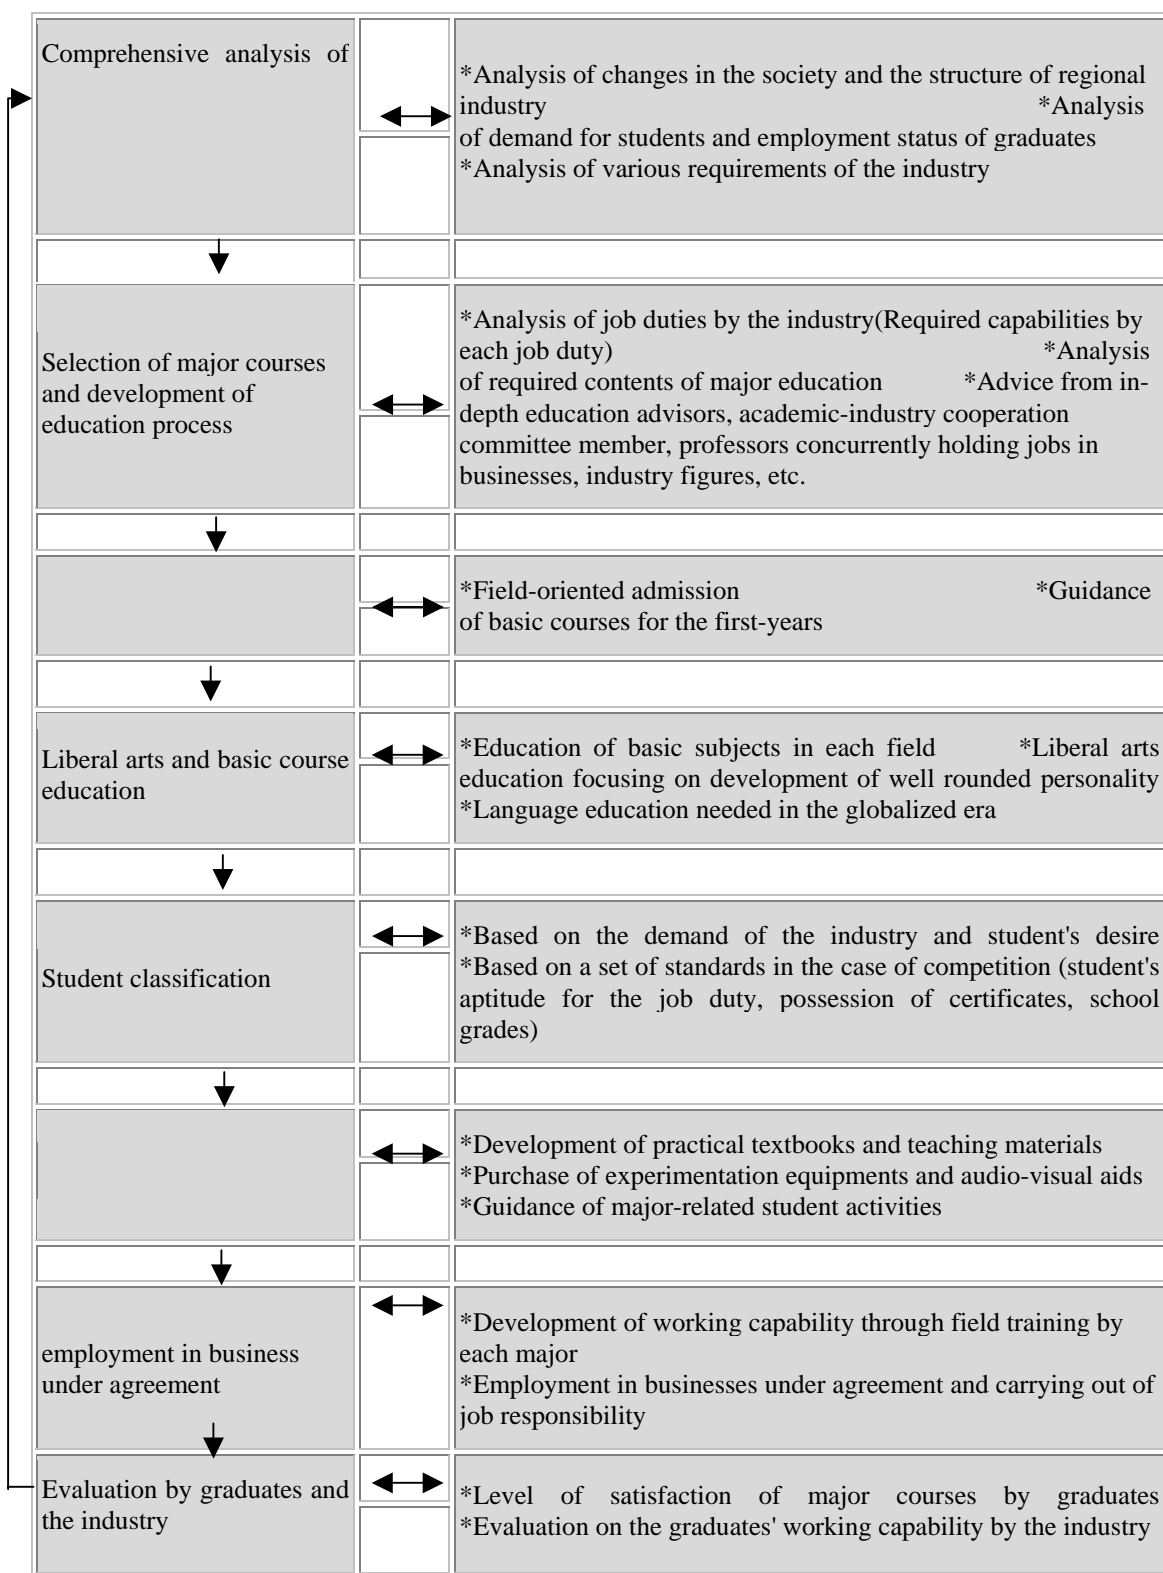 Comprehensive analysis of
*Analysis of changes in the society and the structure of regional
industry *Analysis
of demand for students and employment status of graduates
*Analysis of various requirements of the industry
Selection of major courses
and development of
education process
*Analysis of job duties by the industry(Required capabilities by
each job duty) *Analysis
of required contents of major education *Advice from in-
depth education advisors, academic-industry cooperation
committee member, professors concurrently holding jobs in
businesses, industry figures, etc.
*Field-oriented admission *Guidance
of basic courses for the first-years
Liberal arts and basic course
education
*Education of basic subjects in each field *Liberal arts
education focusing on development of well rounded personality
*Language education needed in the globalized era
Student classification
*Based on the demand of the industry and student's desire
*Based on a set of standards in the case of competition (student's
aptitude for the job duty, possession of certificates, school
grades)
*Development of practical textbooks and teaching materials
*Purchase of experimentation equipments and audio-visual aids
*Guidance of major-related student activities
employment in business
under agreement
*Development of working capability through field training by
each major
*Employment in businesses under agreement and carrying out of
job responsibility
Evaluation by graduates and
the industry
*Level of satisfaction of major courses by graduates
*Evaluation on the graduates' working capability by the industry